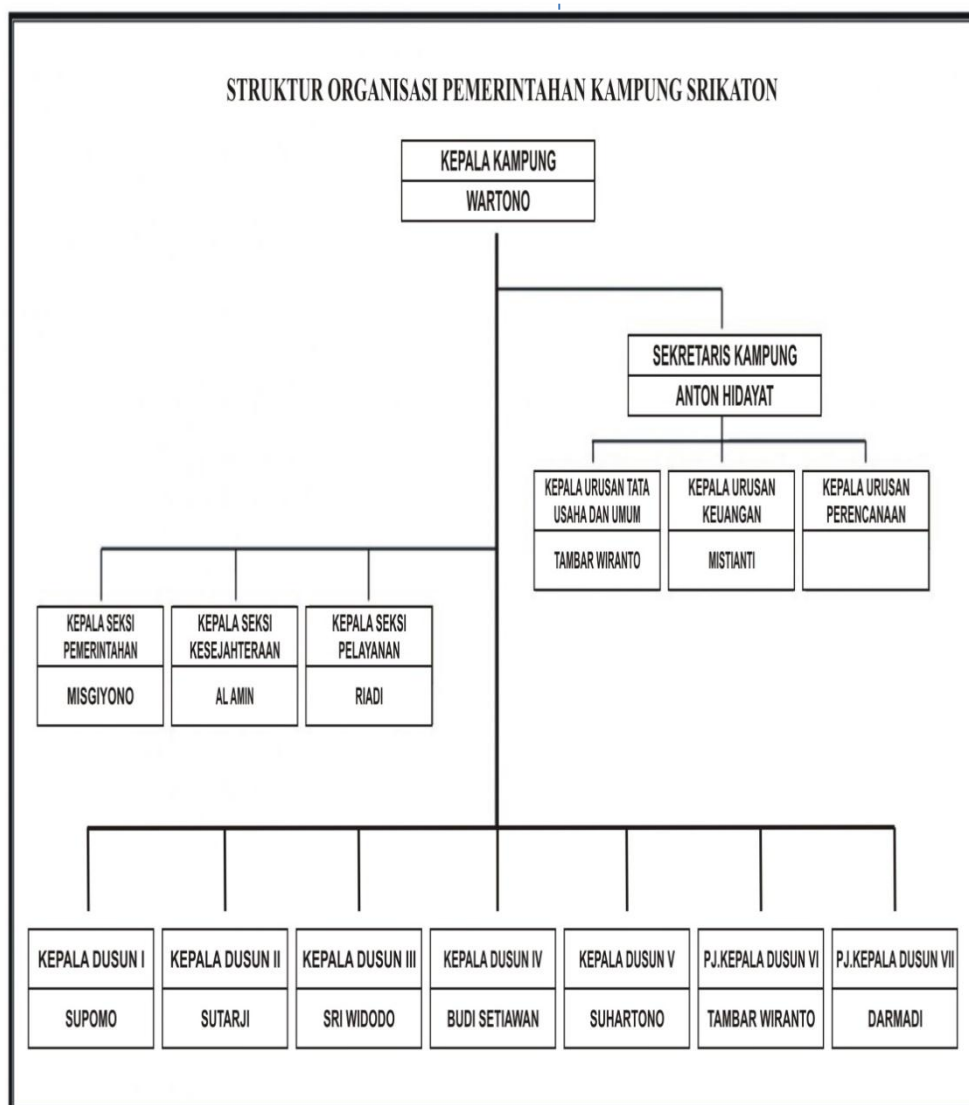 STRUKTUR ORGANISASI PEMERINTAHAN KAMPUNG SRIKATON
KEPALA KAMPUNG
WARTONO
SEKRETARIS KAMPUNG
ANTON HIDAYAT
KEPALA URUSAN TATA
USAHA DAN UMUM
TAMBAR WIRANTO
KEPALA URUSAN
KEUANGAN
MISTIANTI
KEPALA URUSAN
PERENCANAAN
KEPALA SEKSI
PEMERINTAHAN
MISGIYONO
KEPALA SEKSI
KESEJAHTERAAN
AL AMIN
KEPALA SEKSI
PELAYANAN
RIADI
KEPALA DUSUN I
SUPOMO
KEPALA DUSUN II
SUTARJI
KEPALA DUSUN III
SRI WIDODO
KEPALA DUSUN IV
BUDI SETIAWAN
KEPALA DUSUN V
SUHARTONO
PJ.KEPALA DUSUN VI
TAMBAR WIRANTO
PJ.KEPALA DUSUN VII
DARMADI